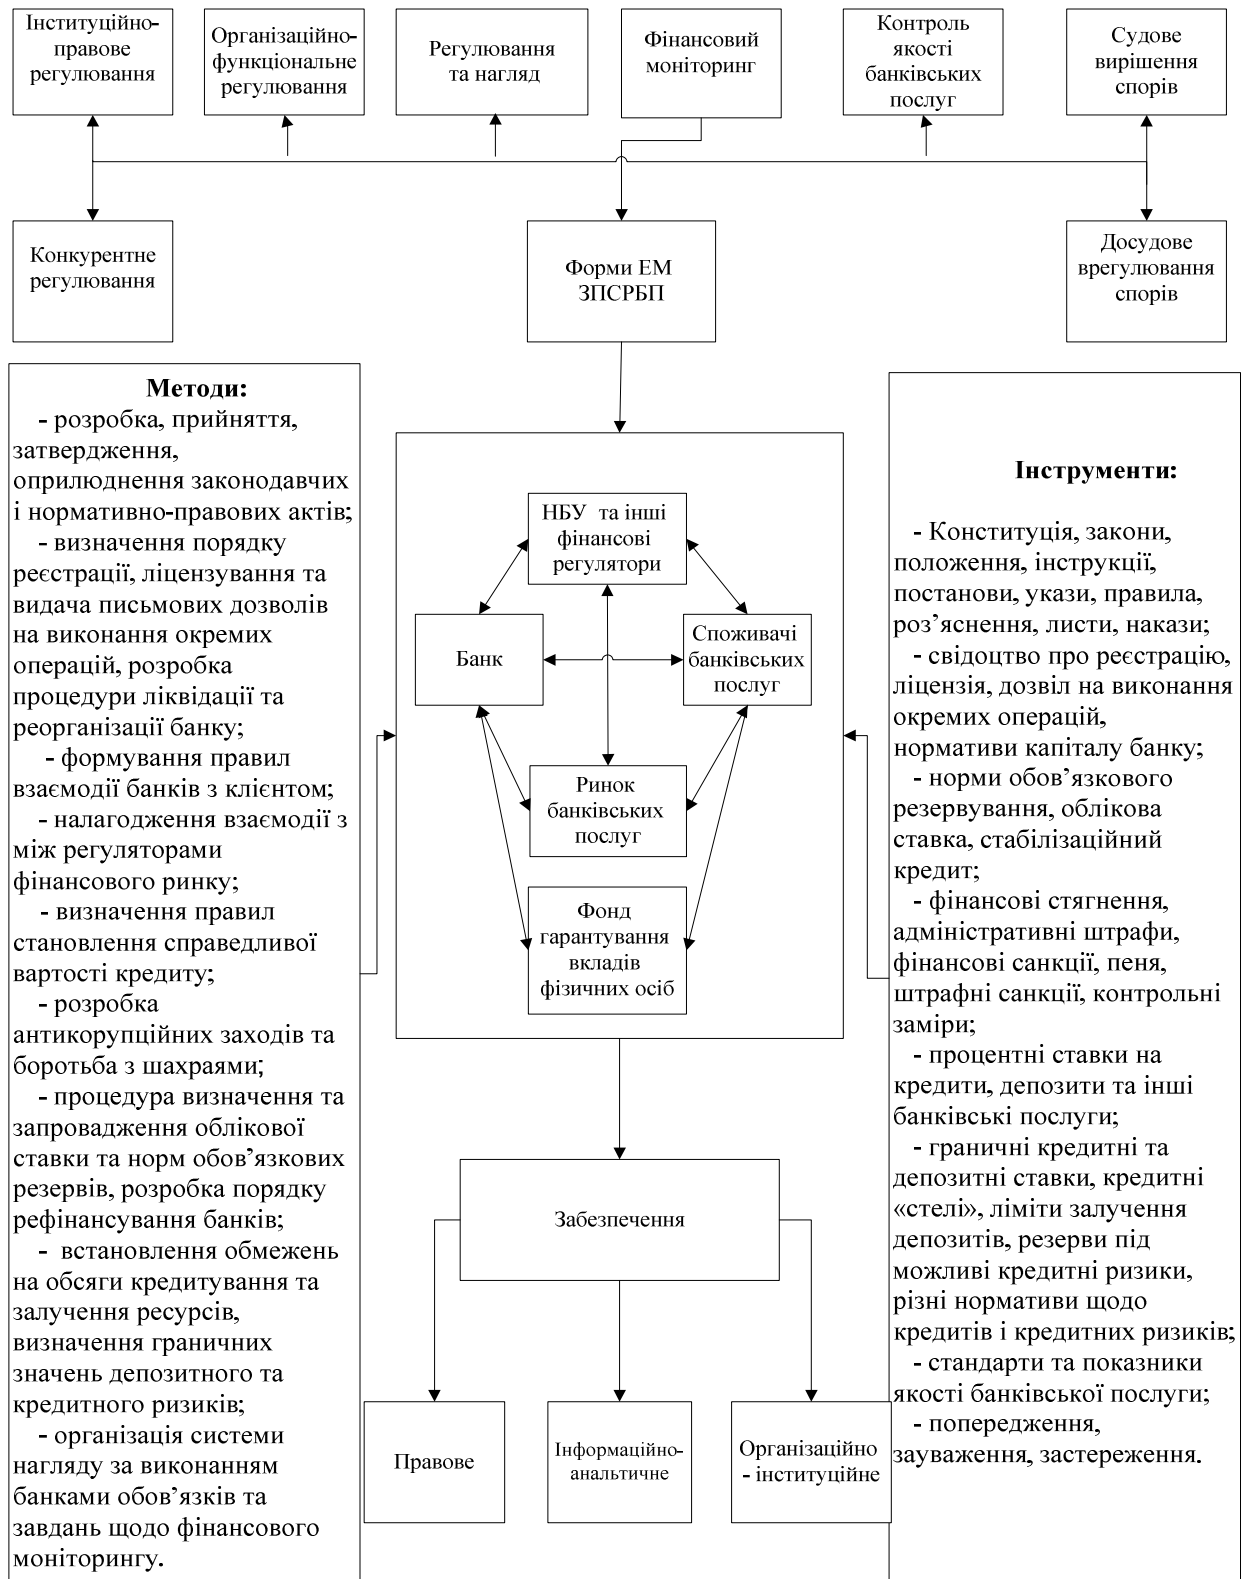 Інституційно-
правове
регулювання
Організаційно-
функціональне
регулювання
Регулювання
та нагляд
Фінансовий
моніторинг
Контроль
якості
банківських
послуг
Судове
вирішення
спорів
Конкурентне
регулювання
Форми ЕМ
ЗПСРБП
Досудове
врегулювання
спорів
Методи:
- розробка, прийняття,
затвердження,
оприлюднення законодавчих
і нормативно-правових актів;
- визначення порядку
реєстрації, ліцензування та
видача письмових дозволів
на виконання окремих
операцій, розробка
процедури ліквідації та
реорганізації банку;
- формування правил
взаємодії банків з клієнтом;
- налагодження взаємодії з
між регуляторами
фінансового ринку;
- визначення правил
становлення справедливої
вартості кредиту;
- розробка
антикорупційних заходів та
боротьба з шахраями;
- процедура визначення та
запровадження облікової
ставки та норм обов’язкових
резервів, розробка порядку
рефінансування банків;
- встановлення обмежень
на обсяги кредитування та
залучення ресурсів,
визначення граничних
значень депозитного та
кредитного ризиків;
- організація системи
нагляду за виконанням
банками обов’язків та
завдань щодо фінансового
моніторингу.
НБУ та інші
фінансові
регулятори
Банк
Споживачі
банківських
послуг
Ринок
банківських
послуг
Фонд
гарантування
вкладів
фізичних осіб
Забезпечення
Правове
Інформаційно-
анальтичне
Організаційно
- інституційне
Інструменти:
- Конституція, закони,
положення, інструкції,
постанови, укази, правила,
роз’яснення, листи, накази;
- свідоцтво про реєстрацію,
ліцензія, дозвіл на виконання
окремих операцій,
нормативи капіталу банку;
- норми обов’язкового
резервування, облікова
ставка, стабілізаційний
кредит;
- фінансові стягнення,
адміністративні штрафи,
фінансові санкції, пеня,
штрафні санкції, контрольні
заміри;
- процентні ставки на
кредити, депозити та інші
банківські послуги;
- граничні кредитні та
депозитні ставки, кредитні
«стелі», ліміти залучення
депозитів, резерви під
можливі кредитні ризики,
різні нормативи щодо
кредитів і кредитних ризиків;
- стандарти та показники
якості банківської послуги;
- попередження,
зауваження, застереження.